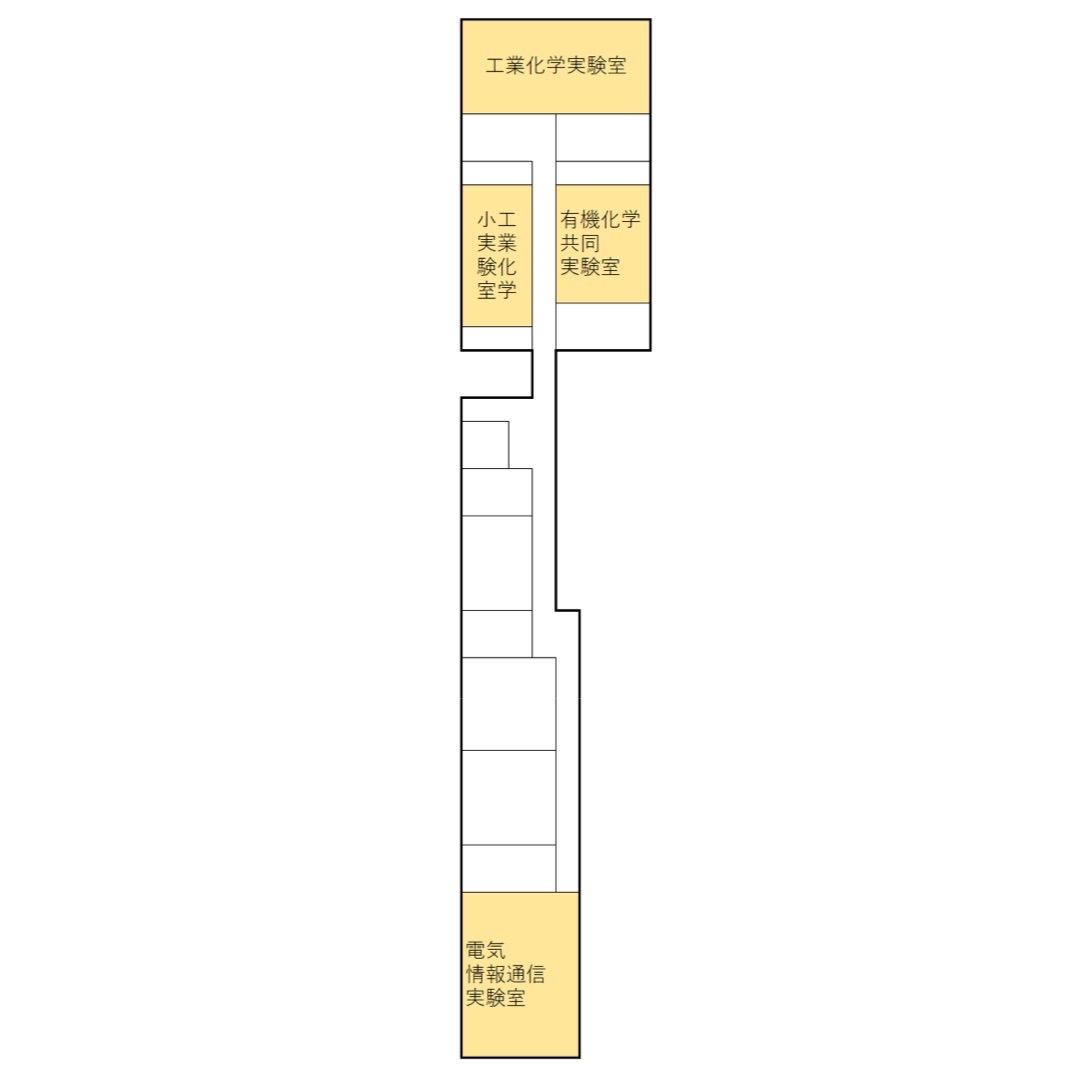 工業化学実験室
工業化学
小実験室
有機化学
共同
実験室
電気
情報通信
実験室